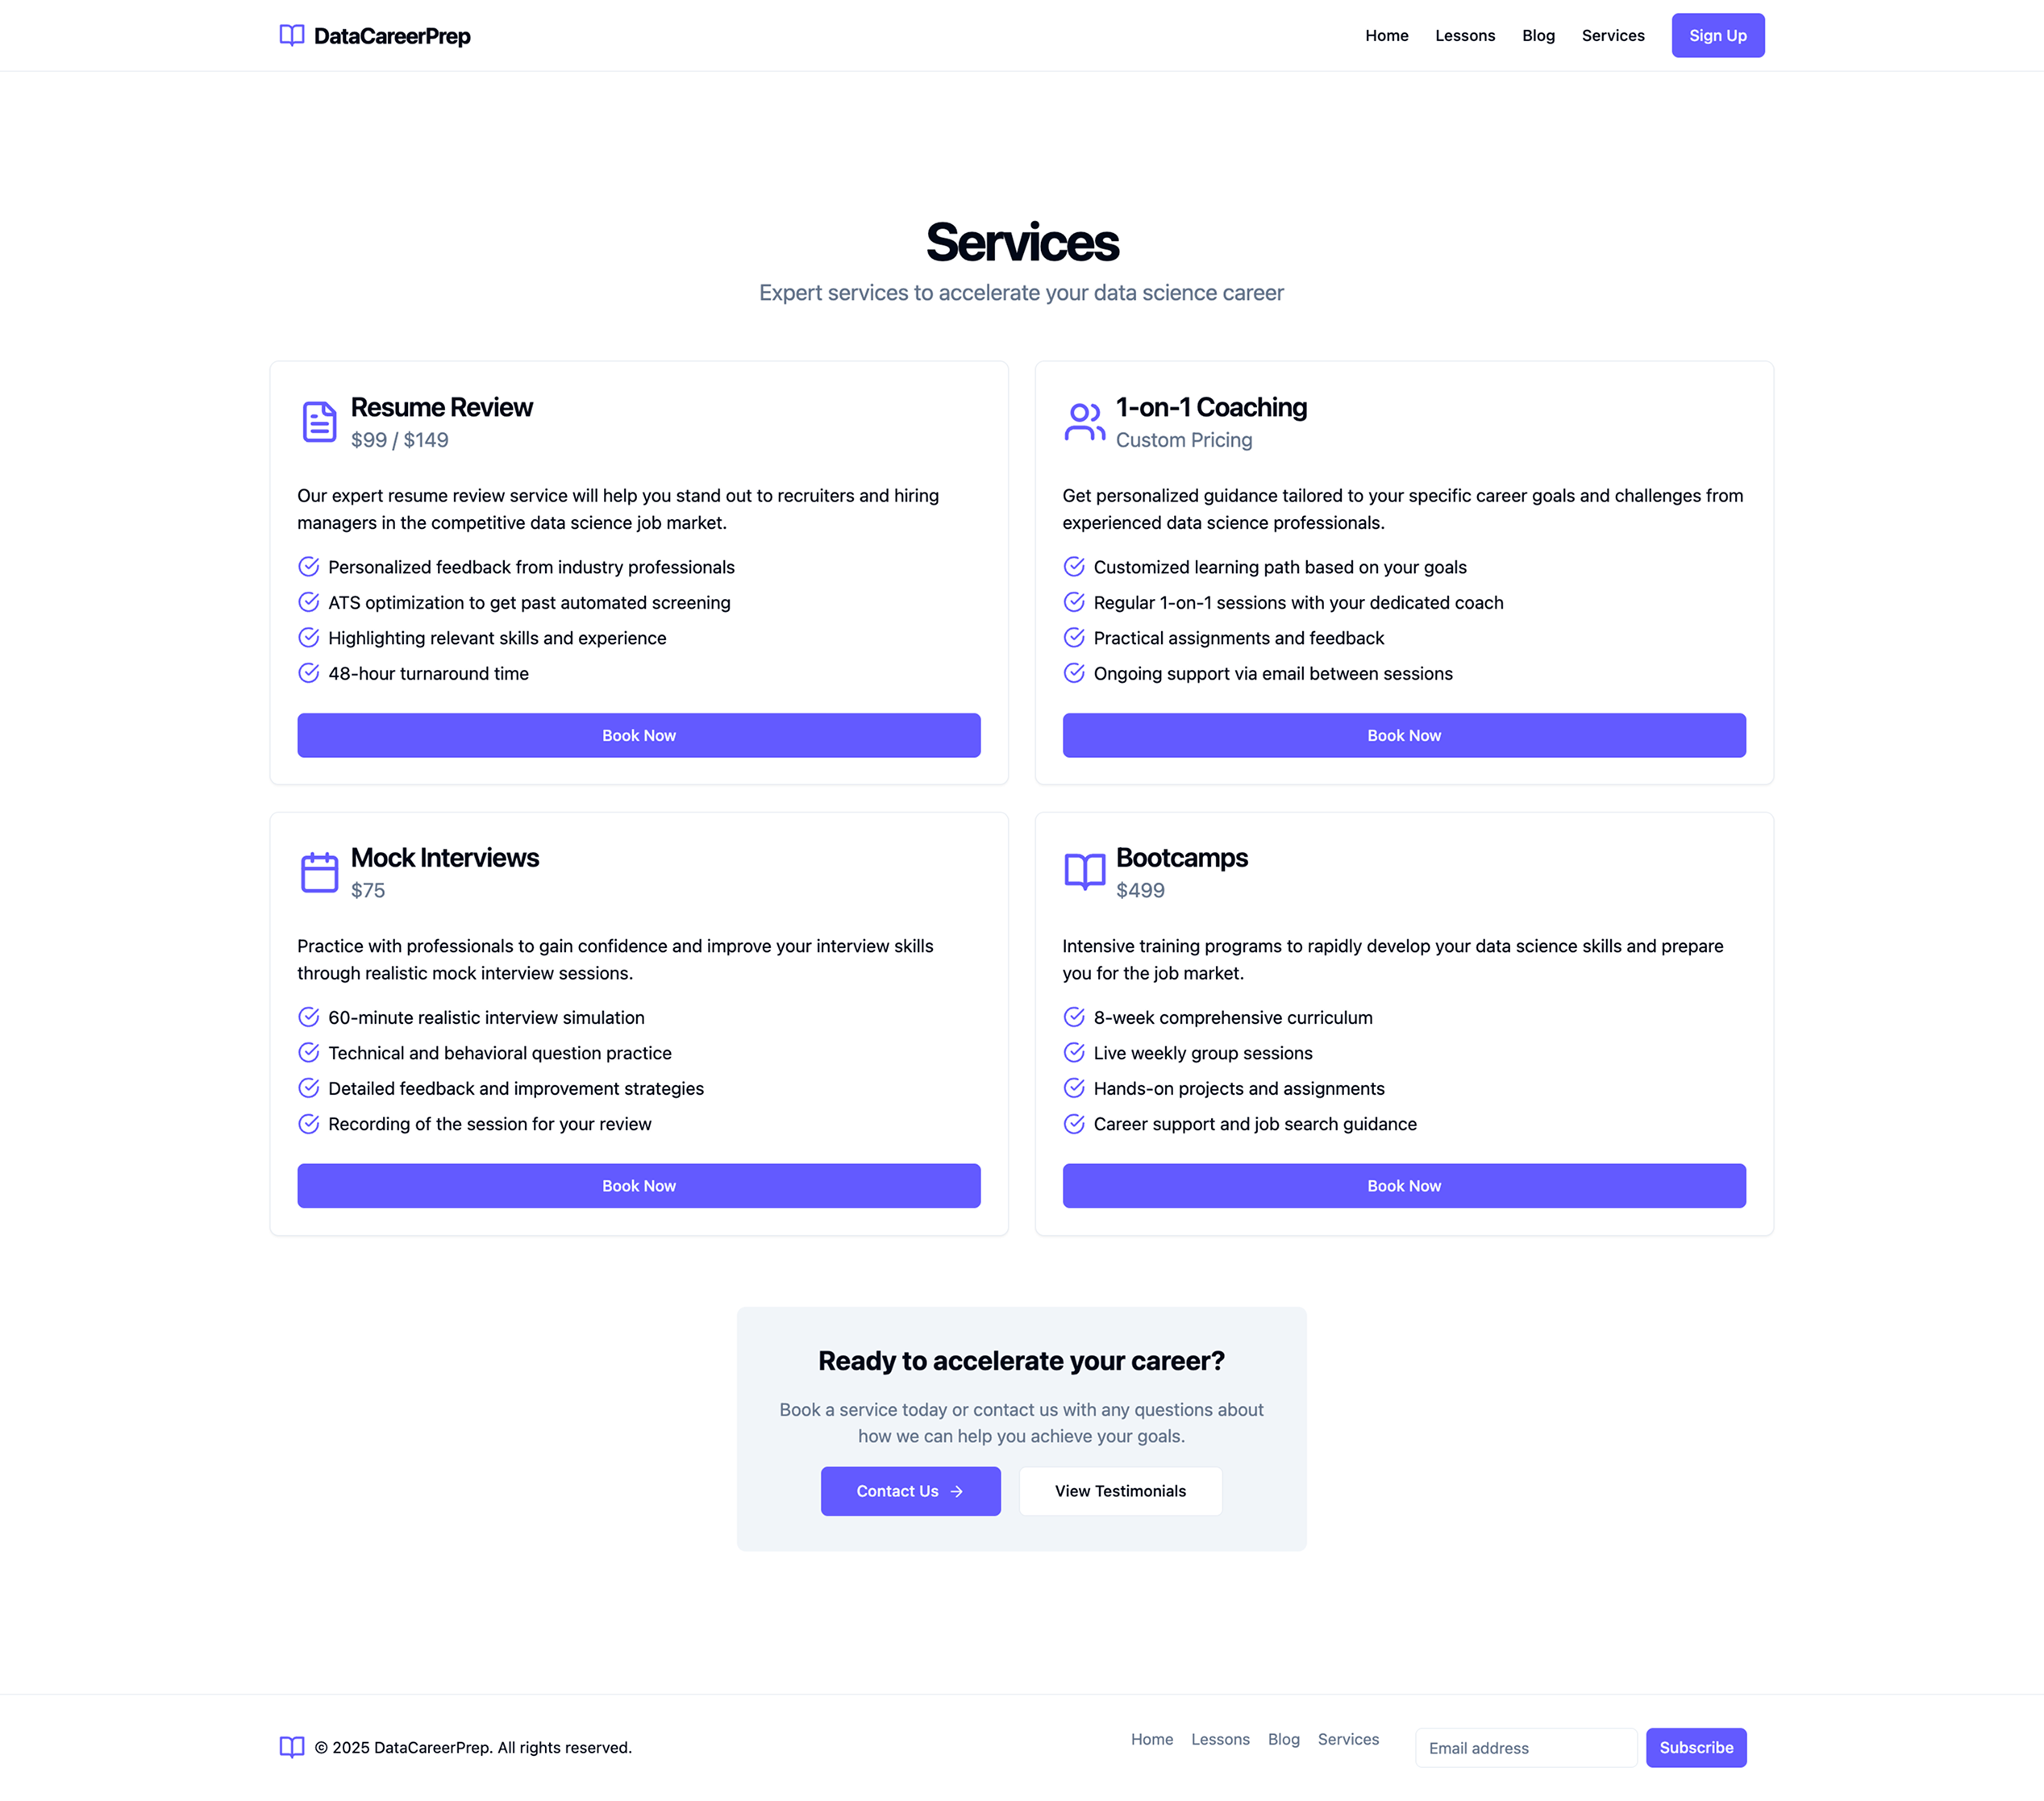 DataCareerPrep
Home Lessons Blog Services Sign Up
Services
Expert services to accelerate your data science career
Resume Review
$99 / $149
Our expert resume review service will help you stand out to recruiters and hiring
managers in the competitive data science job market.
Personalized feedback from industry professionals
ATS optimization to get past automated screening
Highlighting relevant skills and experience
48-hour turnaround time
Book Now
1-on-1 Coaching
Custom Pricing
Get personalized guidance tailored to your specific career goals and challenges from
experienced data science professionals.
Customized learning path based on your goals
Regular 1-on-1 sessions with your dedicated coach
Practical assignments and feedback
Ongoing support via email between sessions
Book Now
Mock Interviews
$75
Practice with professionals to gain confidence and improve your interview skills
through realistic mock interview sessions.
60-minute realistic interview simulation
Technical and behavioral question practice
Detailed feedback and improvement strategies
Recording of the session for your review
Book Now
Bootcamps
$499
Intensive training programs to rapidly develop your data science skills and prepare
you for the job market.
8-week comprehensive curriculum
Live weekly group sessions
Hands-on projects and assignments
Career support and job search guidance
Book Now
Ready to accelerate your career?
Book a service today or contact us with any questions about
how we can help you achieve your goals.
Contact Us →
View Testimonials
© 2025 DataCareerPrep. All rights reserved.
Home Lessons Blog Services
Email address
Subscribe